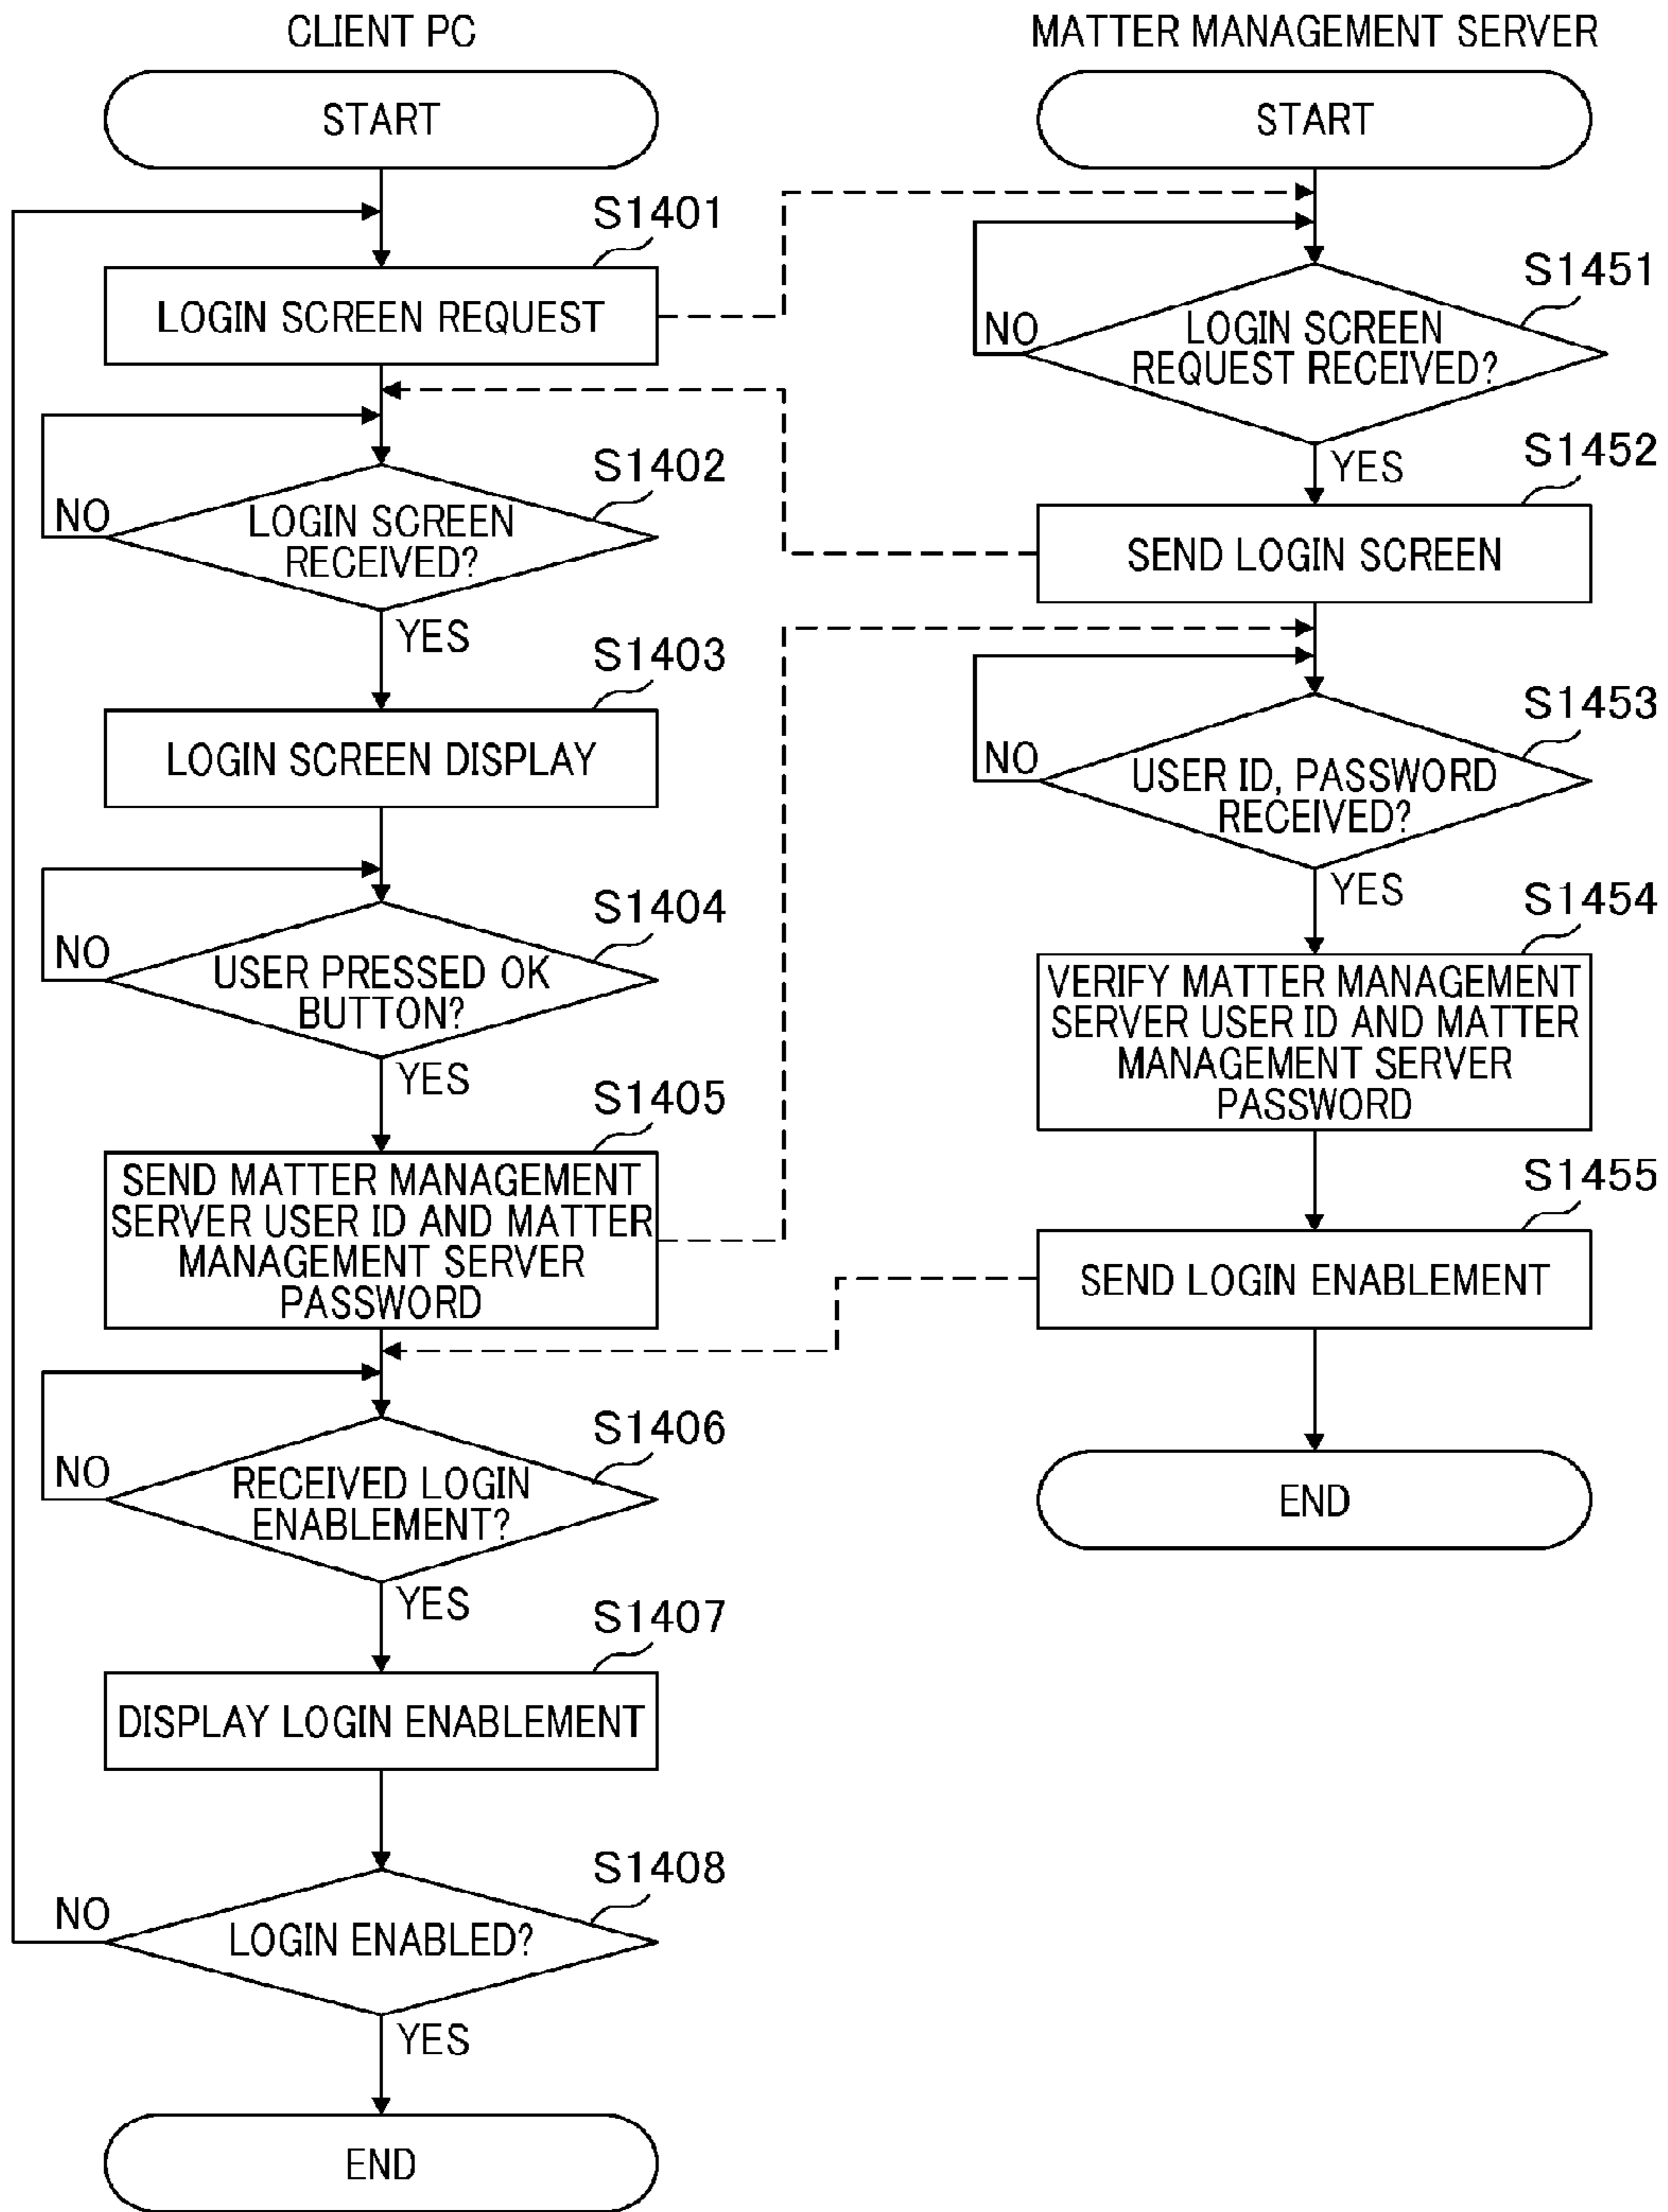 CLIENT PC
START
S1401
LOGIN SCREEN REQUEST
S1402
NO
LOGIN SCREEN
RECEIVED?
YES
S1403
LOGIN SCREEN DISPLAY
S1404
NO
USER PRESSED OK
BUTTON?
YES
S1405
SEND MATTER MANAGEMENT
SERVER USER ID AND MATTER
MANAGEMENT SERVER
PASSWORD
S1406
NO
RECEIVED LOGIN
ENABLEMENT?
YES
S1407
DISPLAY LOGIN ENABLEMENT
S1408
NO
LOGIN ENABLED?
YES
END
MATTER MANAGEMENT SERVER
START
S1451
NO
LOGIN SCREEN
REQUEST RECEIVED?
YES
S1452
SEND LOGIN SCREEN
S1453
NO
USER ID, PASSWORD
RECEIVED?
YES
S1454
VERIFY MATTER MANAGEMENT
SERVER USER ID AND MATTER
MANAGEMENT SERVER
PASSWORD
S1455
SEND LOGIN ENABLEMENT
END